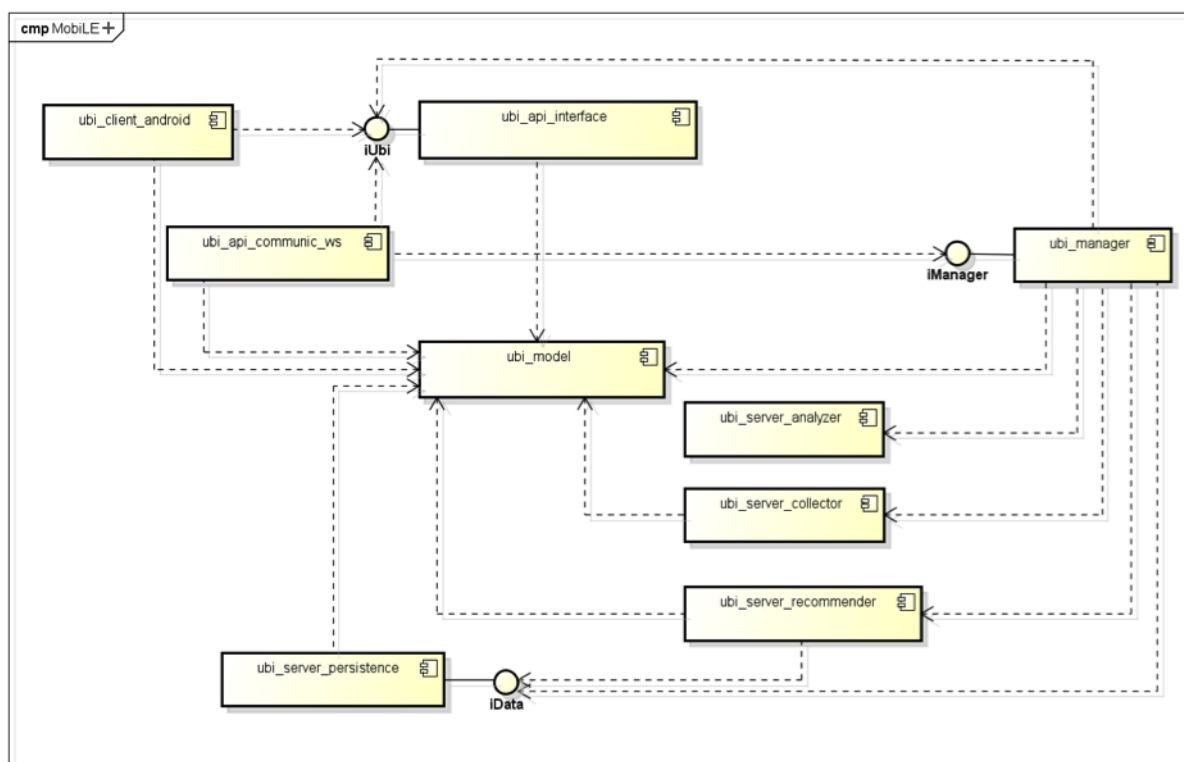 cmp MobiLE
ubi_client_android
ubi_api_interface
iUbi
ubi_api_communic_ws
ubi_manager
iManager
ubi_model
ubi_server_analyzer
ubi_server_collector
ubi_server_recommender
ubi_server_persistence
iData